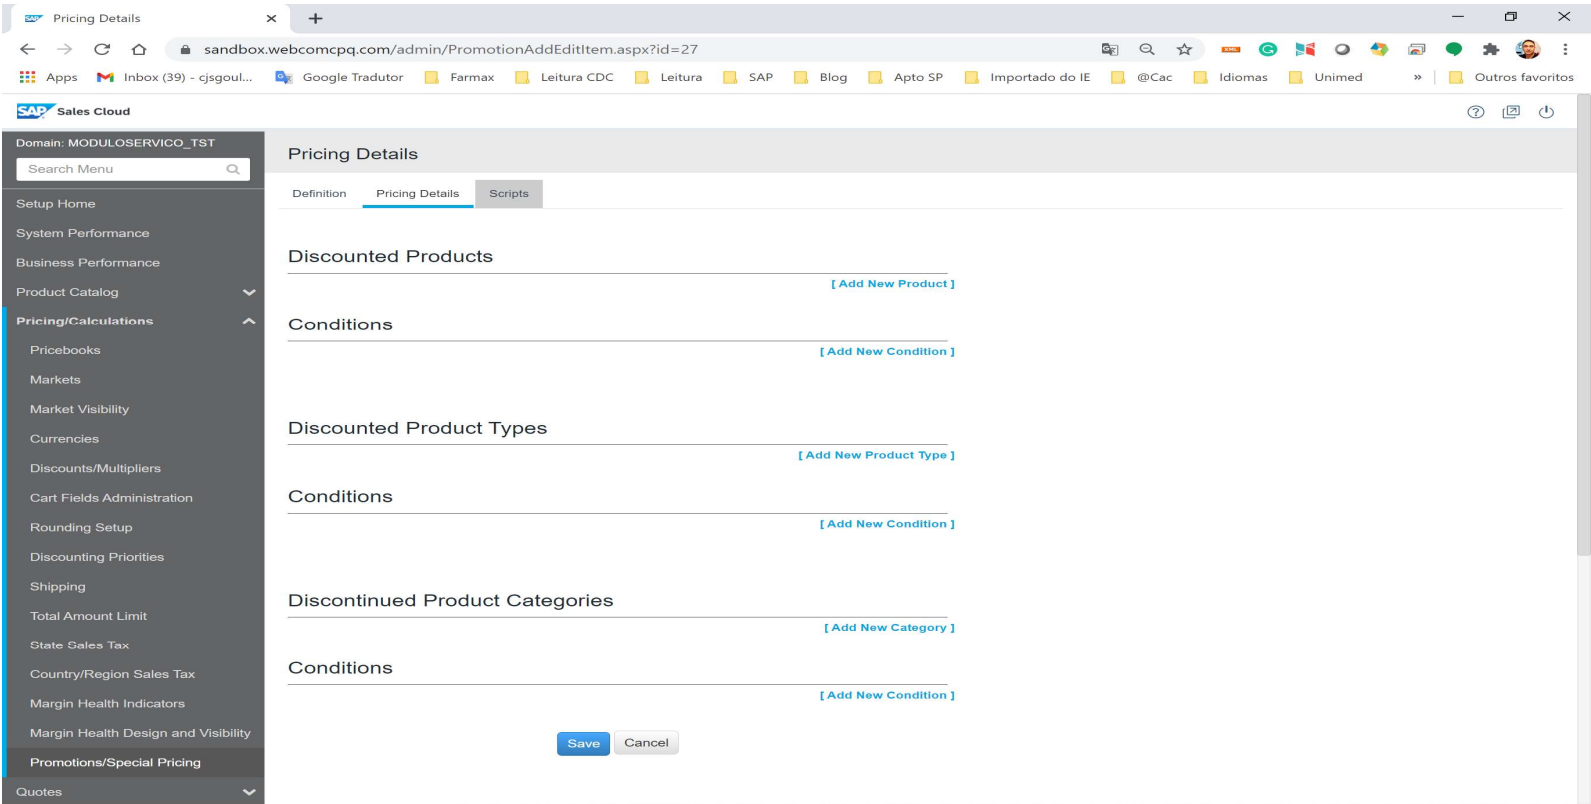 SAP Pricing Details
sandbox.webcomcpq.com/admin/PromotionAddEditItem.aspx?id=27
XML G
Apps Inbox (39) - cjsgoul... Google Tradutor Farmax Leitura CDC Leitura SAP Blog Apto SP Importado do IE @Cac Idiomas Unimed » Outros favoritos
SAP Sales Cloud
Domain: MODULOSERVICO_TST
Search Menu
Setup Home
System Performance
Business Performance
Product Catalog
Pricing/Calculations
Pricebooks
Markets
Market Visibility
Currencies
Discounts/Multipliers
Cart Fields Administration
Rounding Setup
Discounting Priorities
Shipping
Total Amount Limit
State Sales Tax
Country/Region Sales Tax
Margin Health Indicators
Margin Health Design and Visibility
Promotions/Special Pricing
Quotes
Pricing Details
Definition Pricing Details Scripts
Discounted Products
[ Add New Product ]
Conditions
[ Add New Condition ]
Discounted Product Types
[ Add New Product Type ]
Conditions
[ Add New Condition ]
Discontinued Product Categories
[ Add New Category ]
Conditions
[ Add New Condition ]
Save Cancel